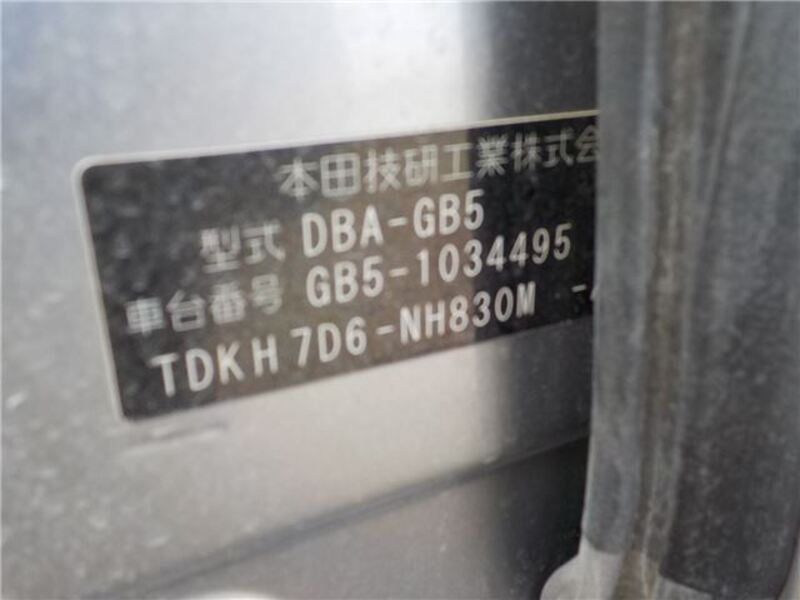 本田技研工業株式会
型式 DBA-GB5
車台番号 GB5-1034495
TDKH 7D6-NH830M -